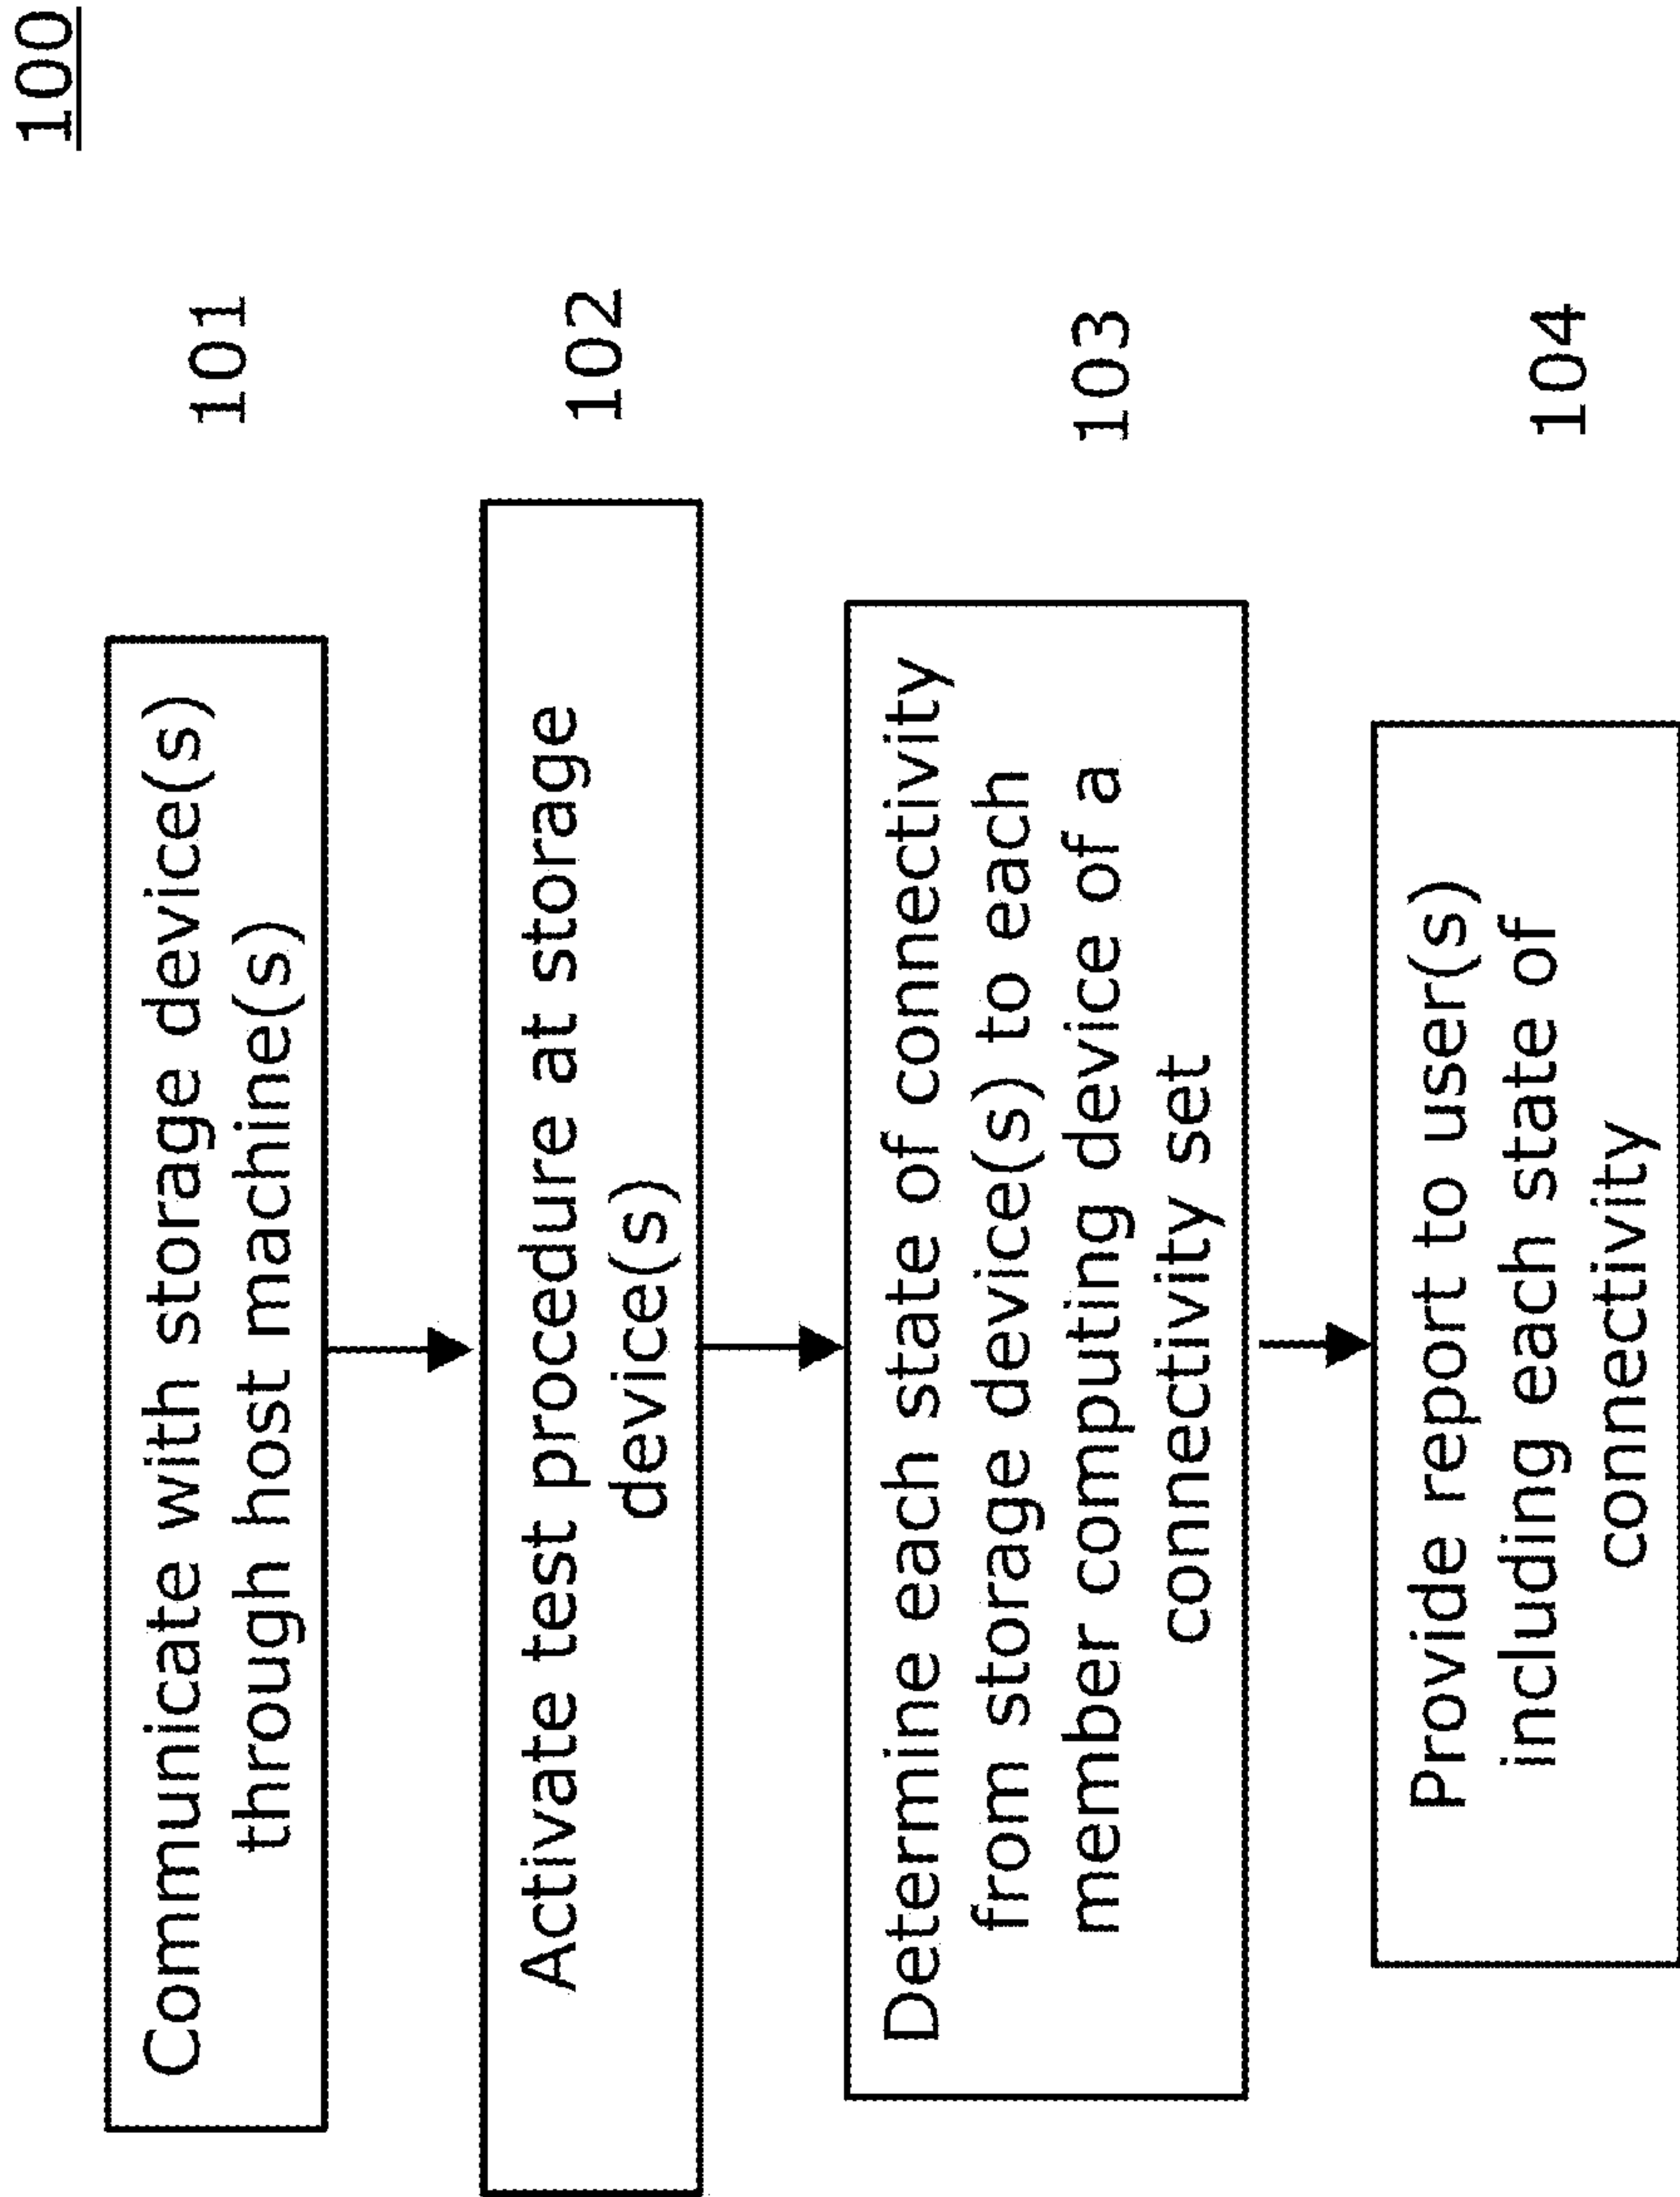 100
Communicate with storage device(s)
through host machine(s)
101
Activate test procedure at storage
device(s)
102
Determine each state of connectivity
from storage device(s) to each
member computing device of a
connectivity set
103
Provide report to user(s)
including each state of
connectivity
104